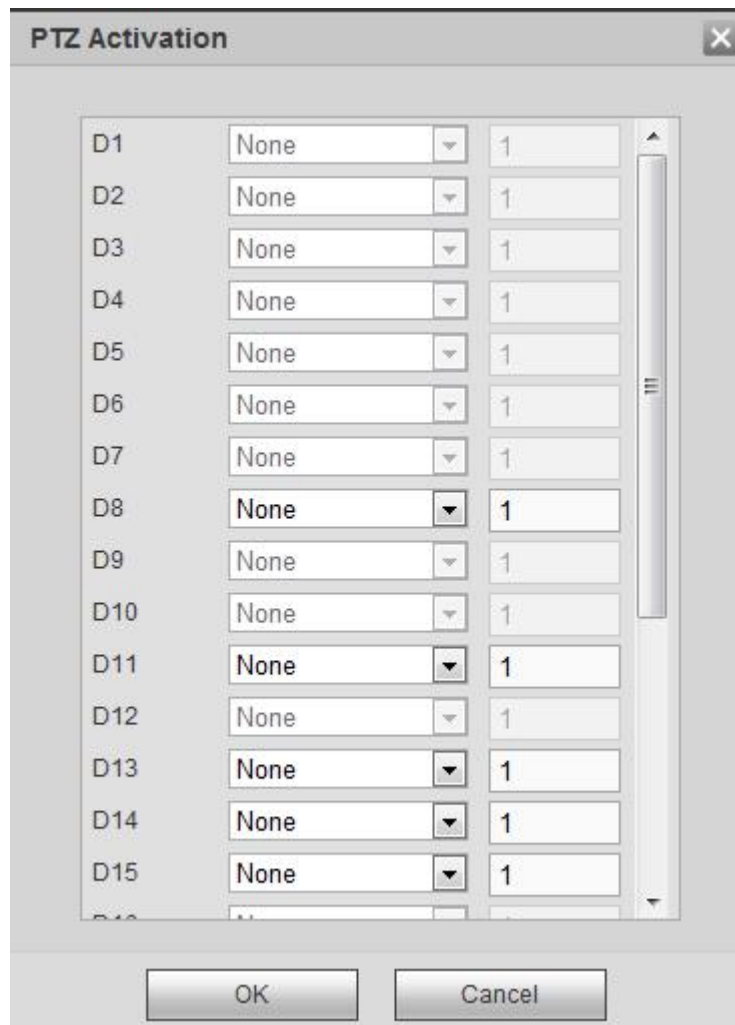 PTZ Activation
D1 None 1
D2 None 1
D3 None 1
D4 None 1
D5 None 1
D6 None 1
D7 None 1
D8 None 1
D9 None 1
D10 None 1
D11 None 1
D12 None 1
D13 None 1
D14 None 1
D15 None 1
OK Cancel